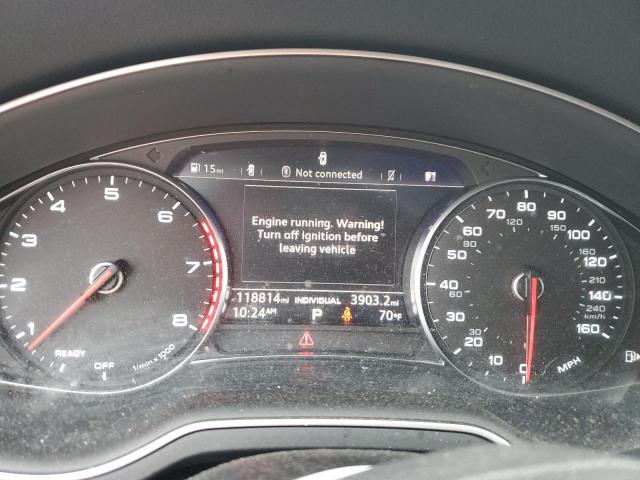 15mi
Not connected
Engine running. Warning!
Turn off ignition before
leaving vehicle
118814mi INDIVIDUAL 3903.2mi
10:24AM P 70°F
1 2 3 4 5 6 7 8
READY
OFF
1/min x 1000
0 10 20 30 40 50 60 70 80 90 100 120 140 160
30 60 90 120 150 180 210 240
km/h
MPH